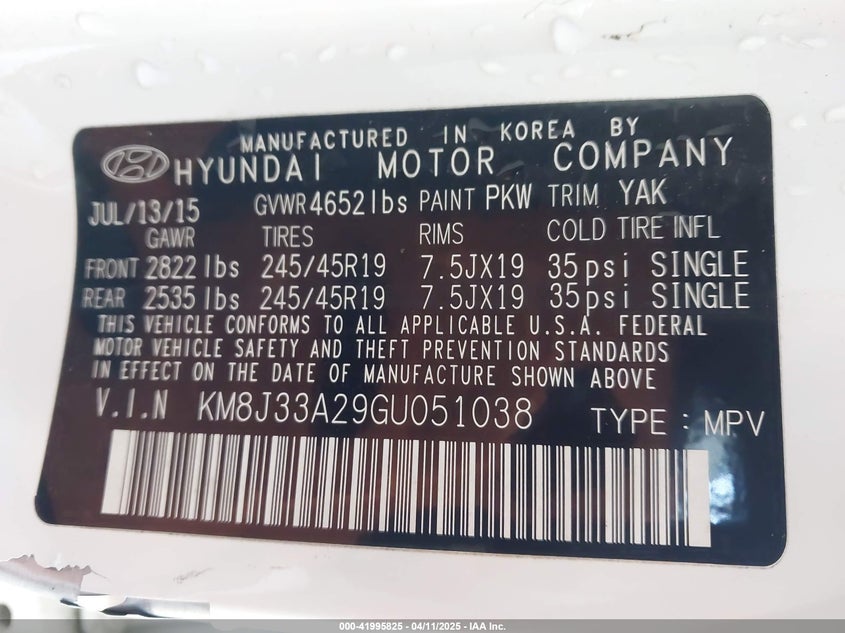 MANUFACTURED IN KOREA BY
HYUNDAI MOTOR COMPANY
JUL/13/15 GVWR 4652 lbs PAINT PKW TRIM YAK
GAWR TIRES RIMS COLD TIRE INFL
FRONT 2822 lbs 245/45R19 7.5JX19 35psi SINGLE
REAR 2535 lbs 245/45R19 7.5JX19 35psi SINGLE
THIS VEHICLE CONFORMS TO ALL APPLICABLE U.S.A. FEDERAL
MOTOR VEHICLE SAFETY AND THEFT PREVENTION STANDARDS
IN EFFECT ON THE DATE OF MANUFACTURE SHOWN ABOVE
V.I.N KM8J33A29GU051038 TYPE : MPV
000-41995825 - 04/11/2025 - IAA Inc.